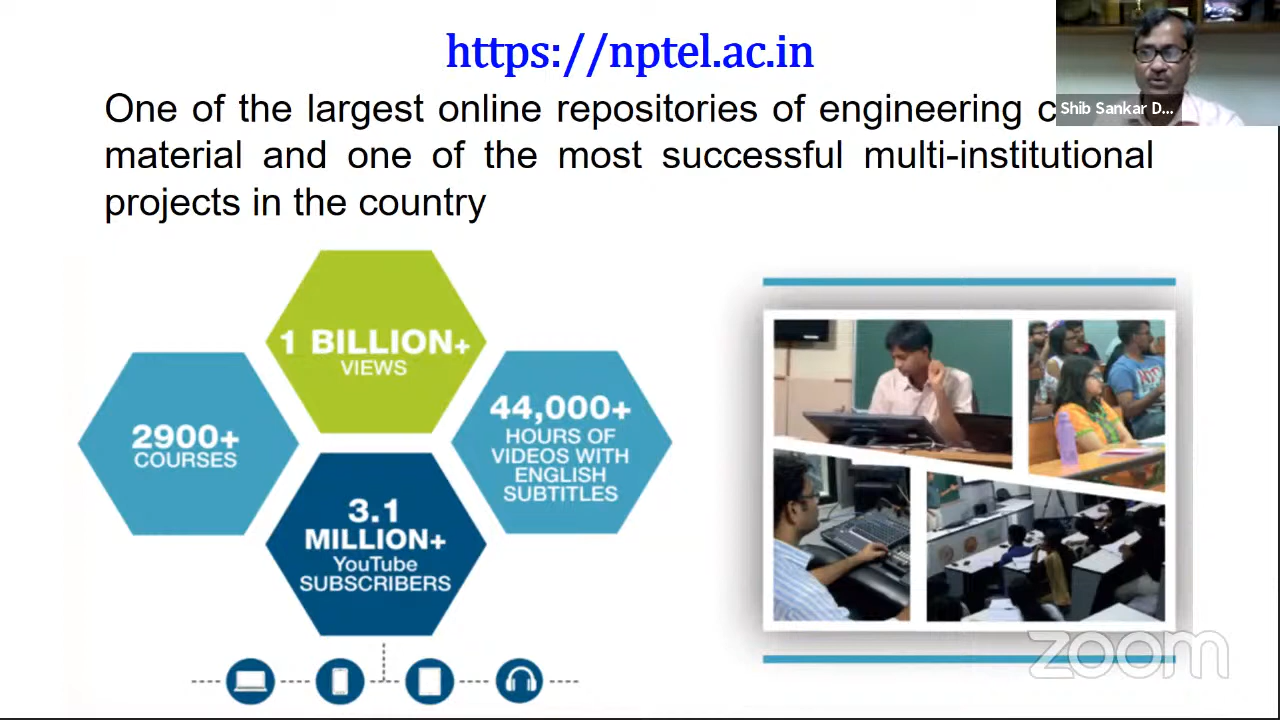 https://nptel.ac.in
Shib Sankar D...
One of the largest online repositories of engineering
material and one of the most successful multi-institutional
projects in the country
1 BILLION+
VIEWS
2900+
COURSES
44,000+
HOURS OF
VIDEOS WITH
ENGLISH
SUBTITLES
3.1
MILLION+
YouTube
SUBSCRIBERS
zoom